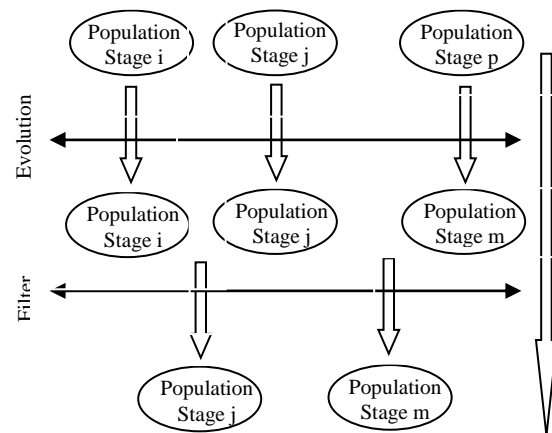 Population
Stage i
Population
Stage j
Population
Stage p
Evolution
Population
Stage i
Population
Stage j
Population
Stage m
Filter
Population
Stage j
Population
Stage m